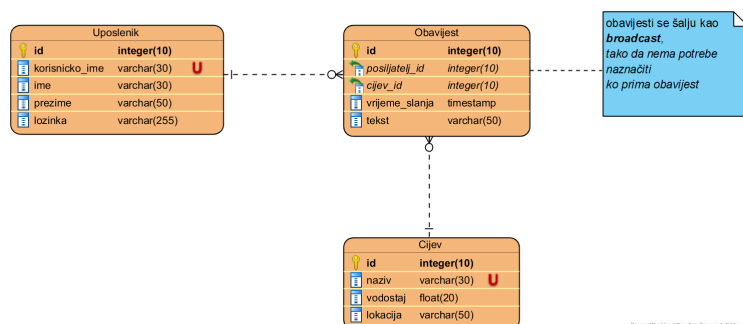 Uposlenik
id integer(10)
korisnicko_ime varchar(30) U
ime varchar(30)
prezime varchar(50)
lozinka varchar(255)
Obavijest
id integer(10)
posiljatelj_id integer(10)
cijev_id integer(10)
vrijeme_slanja timestamp
tekst varchar(50)
obavijesti se šalju kao
broadcast,
tako da nema potrebe
naznačiti
ko prima obavijest
Cijev
id integer(10)
naziv varchar(30) U
vodostaj float(20)
lokacija varchar(50)